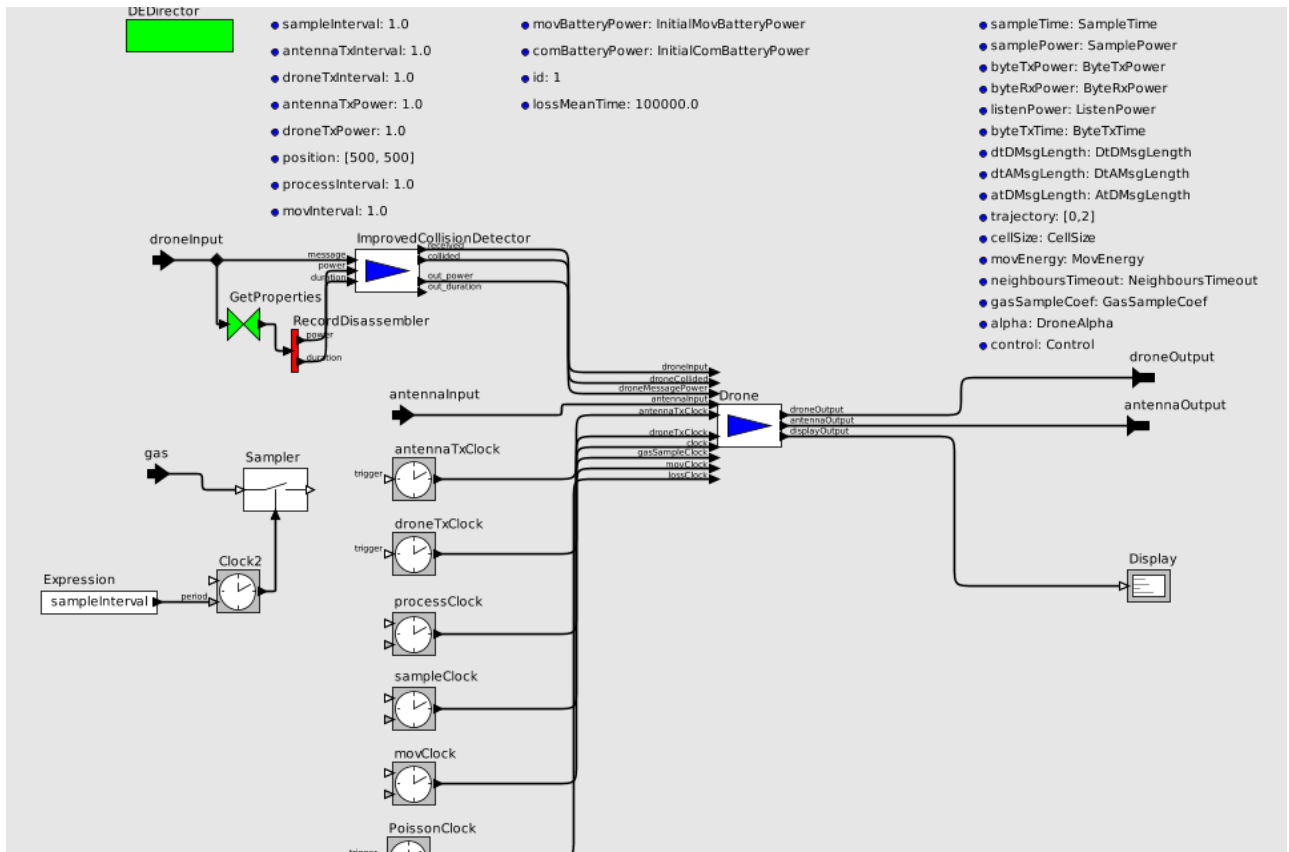 DEDirector
sampleInterval: 1.0
antennaTxInterval: 1.0
droneTxInterval: 1.0
antennaTxPower: 1.0
droneTxPower: 1.0
position: [500, 500]
processInterval: 1.0
movInterval: 1.0
movBatteryPower: InitialMovBatteryPower
comBatteryPower: InitialComBatteryPower
id: 1
lossMeanTime: 100000.0
sampleTime: SampleTime
samplePower: SamplePower
byteTxPower: ByteTxPower
byteRxPower: ByteRxPower
listenPower: ListenPower
byteTxTime: ByteTxTime
dtDMsgLength: DtDMsgLength
dtAMsgLength: DtAMsgLength
atDMsgLength: AtDMsgLength
trajectory: [0,2]
cellSize: CellSize
movEnergy: MovEnergy
neighboursTimeout: NeighboursTimeout
gasSampleCoef: GasSampleCoef
alpha: DroneAlpha
control: Control
droneInput
ImprovedCollisionDetector
message
power
duration
received
collided
out_power
out_duration
GetProperties
RecordDisassembler
power
duration
antennaInput
droneInput
droneCollided
droneMessagePower
antennaInput
antennaTxClock
droneTxClock
clock
gasSampleClock
movClock
lossClock
Drone
droneOutput
antennaOutput
displayOutput
droneOutput
antennaOutput
gas
Sampler
antennaTxClock
trigger
droneTxClock
trigger
Clock2
Expression
sampleInterval
period
processClock
sampleClock
movClock
PoissonClock
trigger
Display